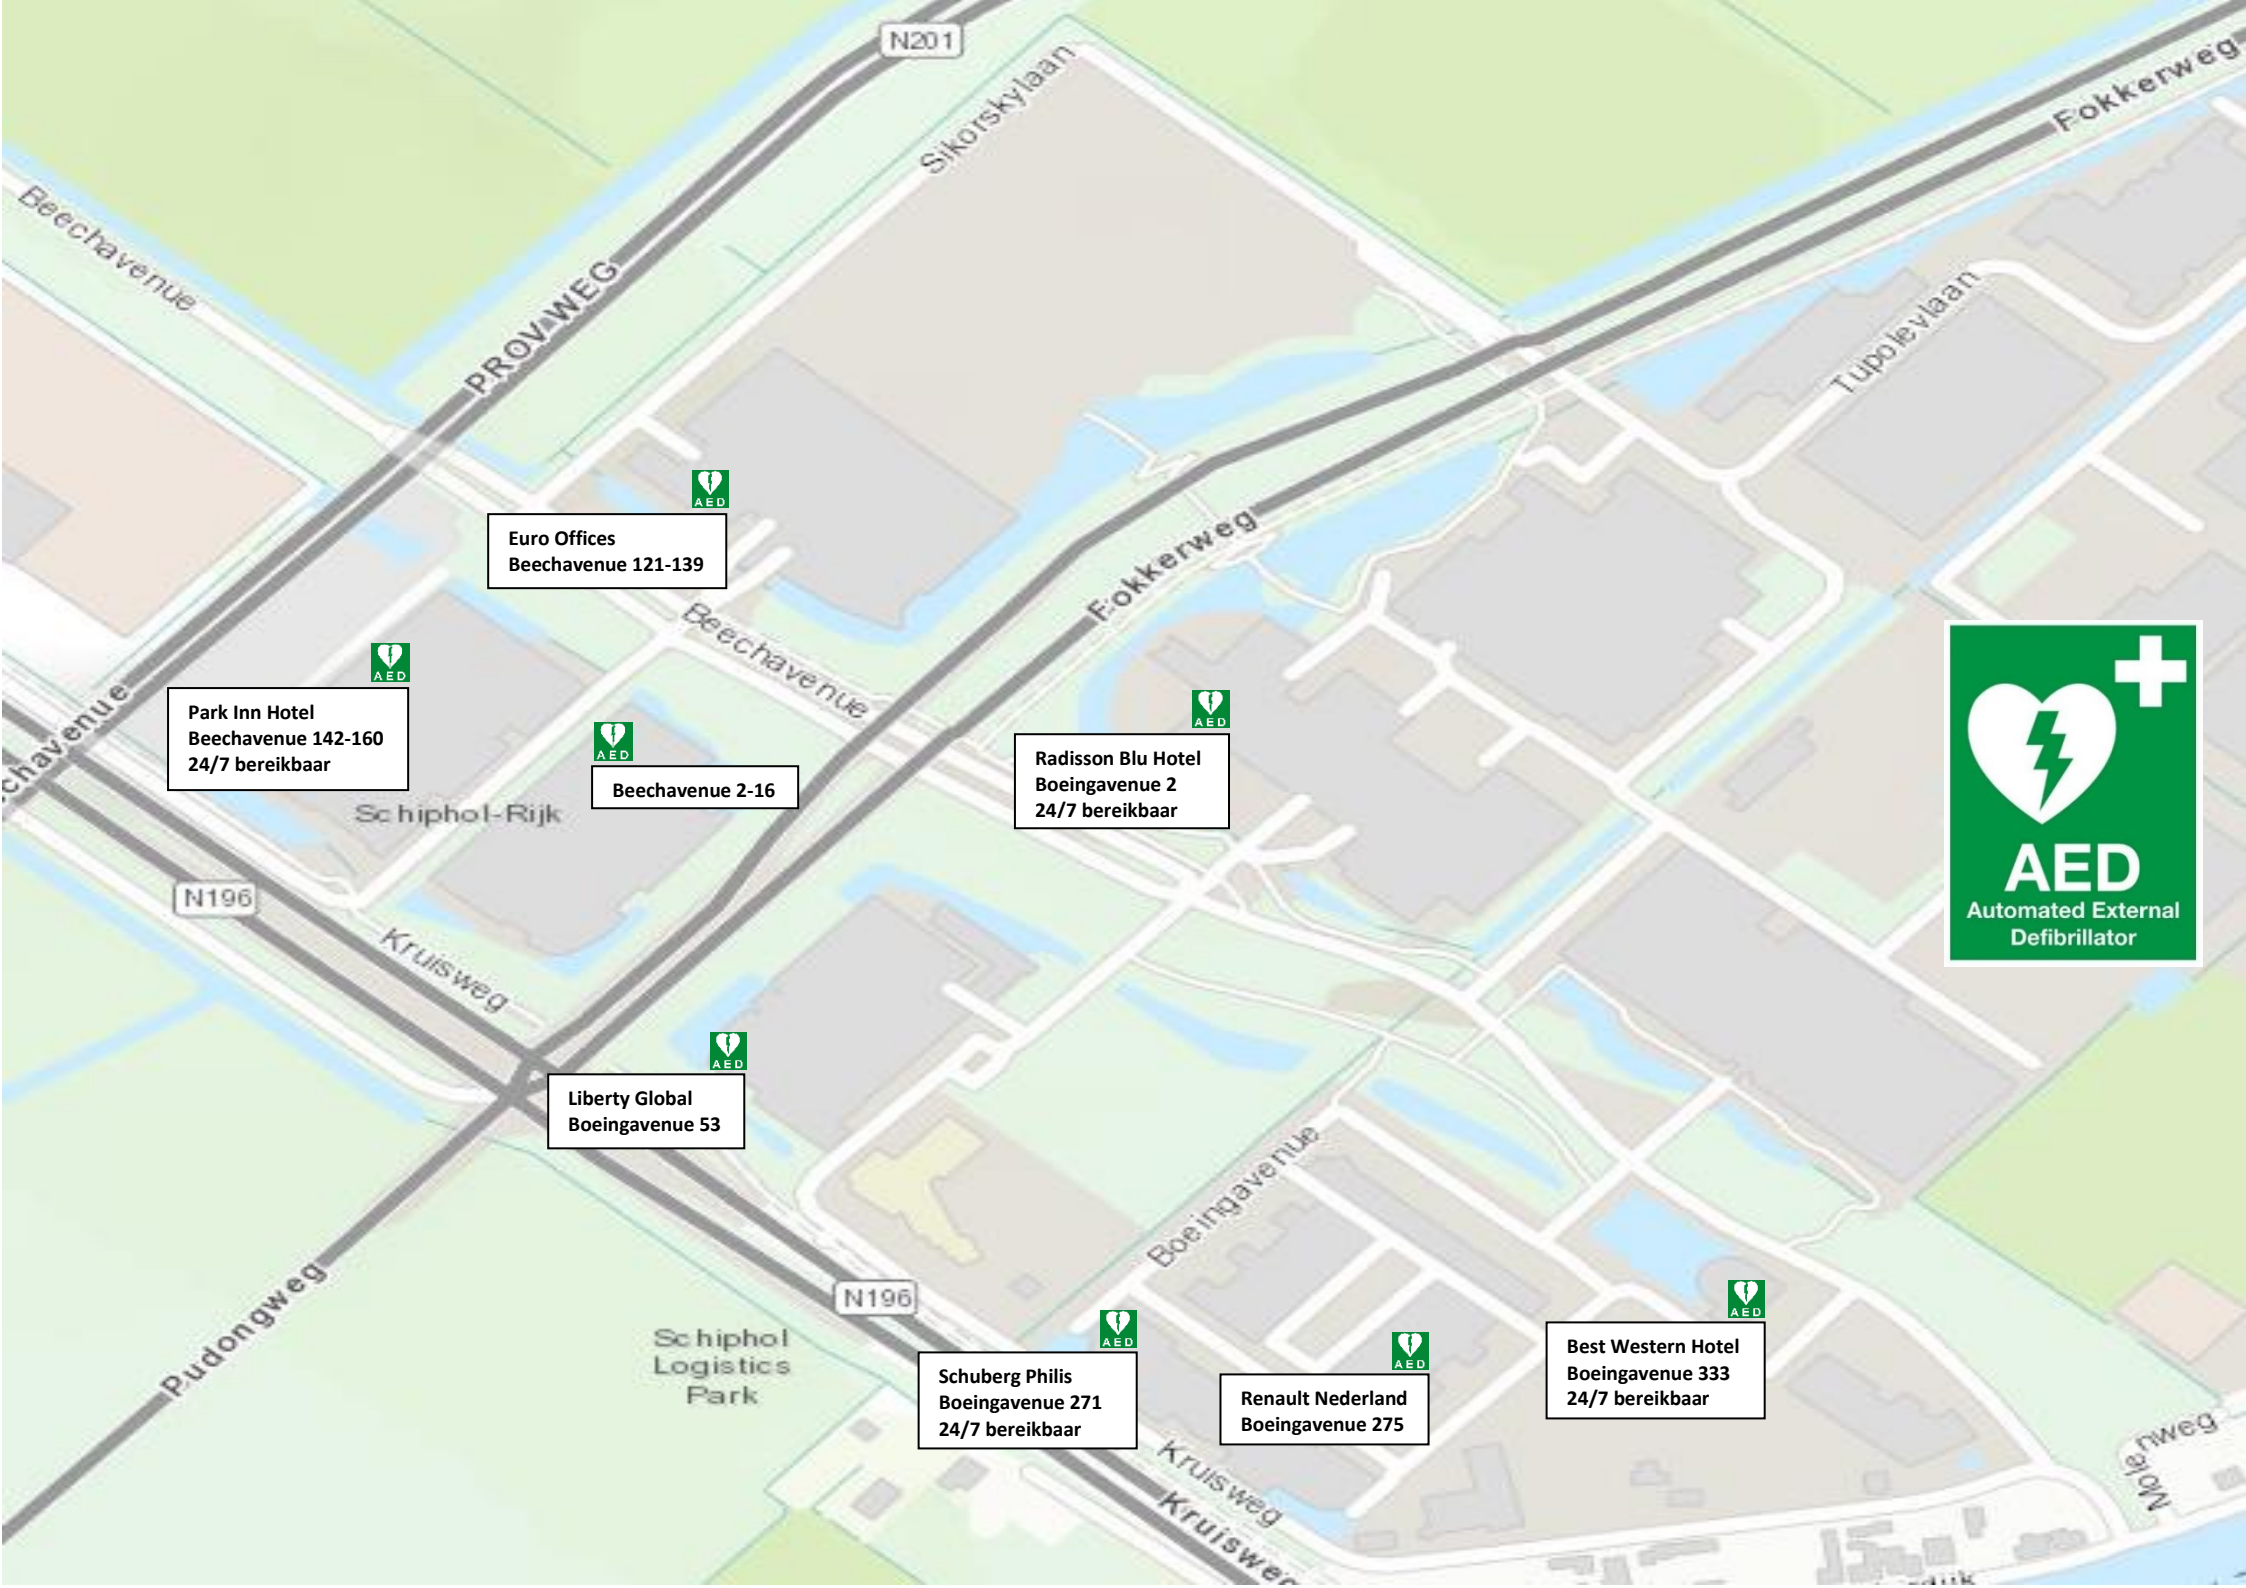 N201
Sikorskylaan
Fokkerweg
Beechavenue
PROV. WEG
Tupolevlaan
AED
Euro Offices
Beechavenue 121-139
Fokkerweg
Beechavenue
AED
Park Inn Hotel
Beechavenue 142-160
24/7 bereikbaar
chavenue
AED
Beechavenue 2-16
Schiphol-Rijk
AED
Radisson Blu Hotel
Boeingavenue 2
24/7 bereikbaar
AED
Automated External
Defibrillator
N196
Kruisweg
AED
Liberty Global
Boeingavenue 53
Boeingavenue
Pudongweg
N196
Schiphol
Logistics
Park
AED
Schuberg Philis
Boeingavenue 271
24/7 bereikbaar
AED
Renault Nederland
Boeingavenue 275
AED
Best Western Hotel
Boeingavenue 333
24/7 bereikbaar
Kruisweg
Kruisweg
Molenweg